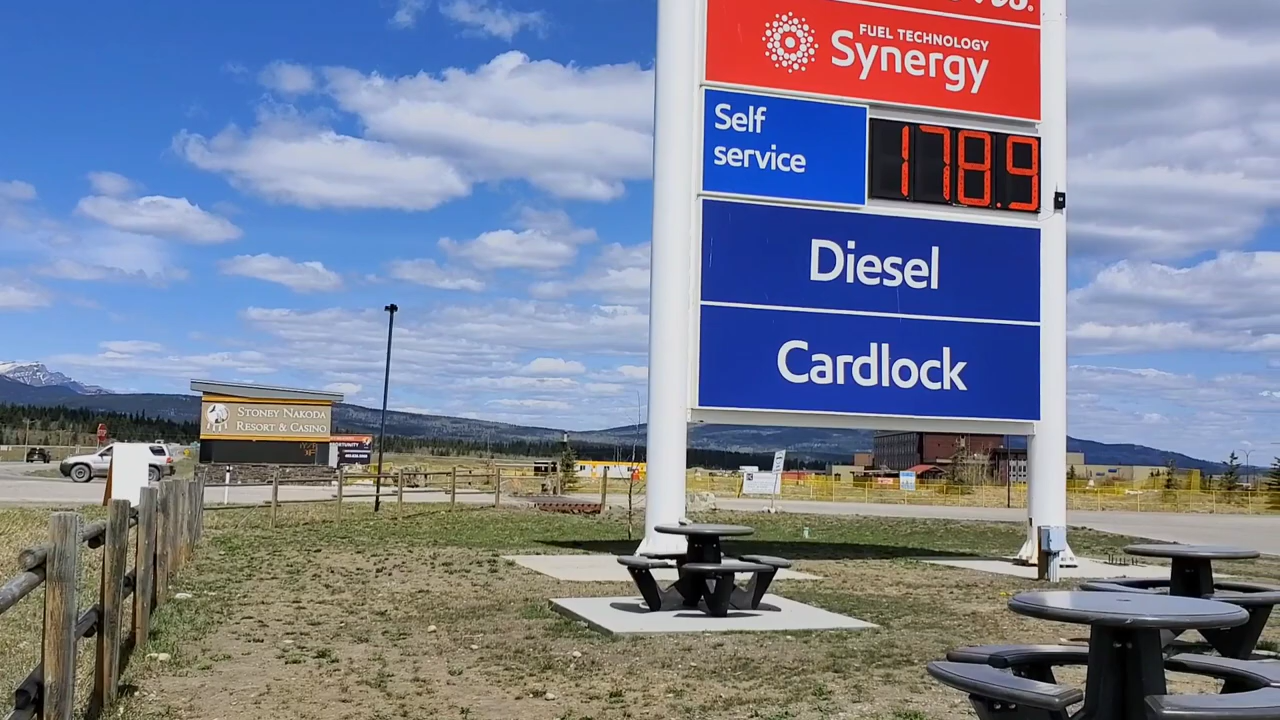 FUEL TECHNOLOGY
Synergy
Self
service
178.9
Diesel
Cardlock
STONEY NAKODA
RESORT & CASINO